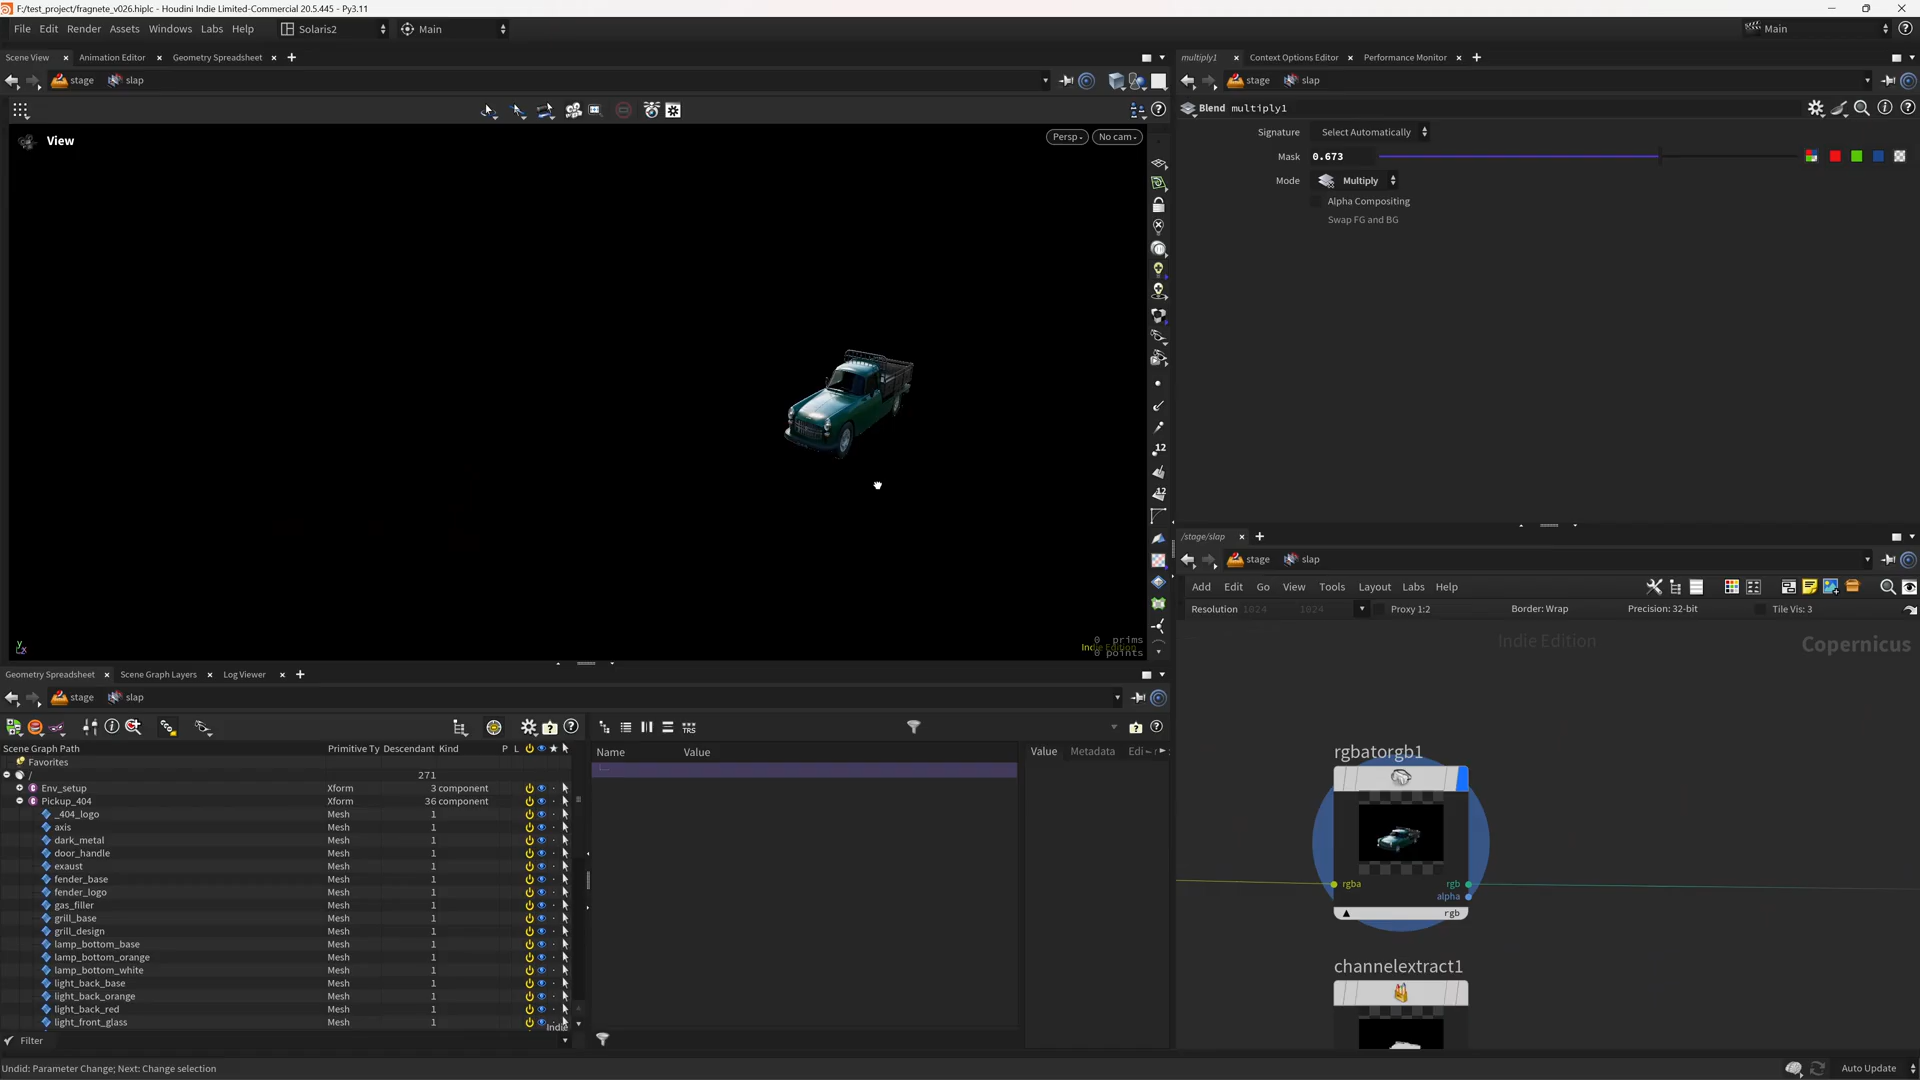 F:/test_project/fragnete_v026.hiplc - Houdini Indie Limited-Commercial 20.5.445 - Py3.11
File Edit Render Assets Windows Labs Help Solaris2 Main Main
Scene View Animation Editor Geometry Spreadsheet
stage slap
View
Persp No cam
0 prims
0 points
multiply1 Context Options Editor Performance Monitor
stage slap
Blend multiply1
Signature Select Automatically
Mask 0.673
Mode Multiply
Alpha Compositing
Swap FG and BG
/stage/slap
stage slap
Add Edit Go View Tools Layout Labs Help
Resolution 1024 1024 Proxy 1:2 Border: Wrap Precision: 32-bit Tile Vis: 3
Indie Edition Copernicus
rgbatorgb1
rgba rgb
alpha
rgb
channelextract1
Geometry Spreadsheet Scene Graph Layers Log Viewer
stage slap
Scene Graph Path Primitive Ty Descendant Kind P L
Favorites
/ 271
Env_setup Xform 3 component
Pickup_404 Xform 36 component
_404_logo Mesh 1
axis Mesh 1
dark_metal Mesh 1
door_handle Mesh 1
exaust Mesh 1
fender_base Mesh 1
fender_logo Mesh 1
gas_filler Mesh 1
grill_base Mesh 1
grill_design Mesh 1
lamp_bottom_base Mesh 1
lamp_bottom_orange Mesh 1
lamp_bottom_white Mesh 1
light_back_base Mesh 1
light_back_orange Mesh 1
light_back_red Mesh 1
light_front_glass Mesh 1
Filter
Name Value
Value Metadata Edi
Undid: Parameter Change; Next: Change selection
Auto Update